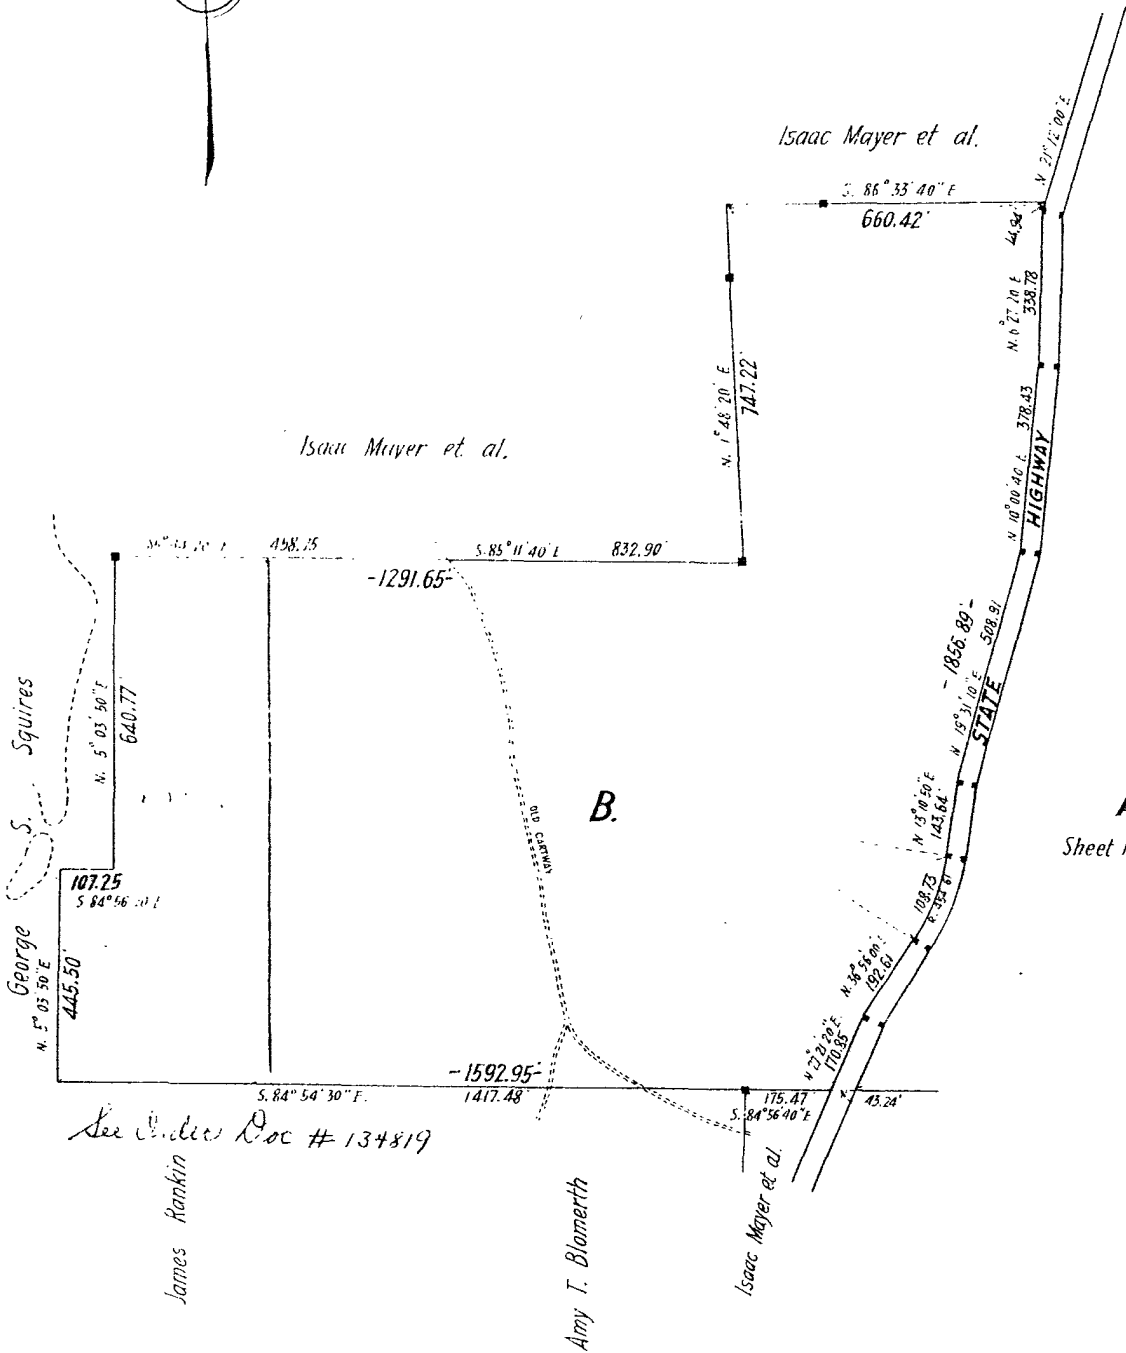 Isaac Mayer et al.
N 21° 12' 00" E
S. 86° 33' 40" E
660.42'
44.94'
N. 6° 27' 20" E
338.78
N. 1° 48' 20" E
747.22'
N 10° 00' 40" E
378.43
HIGHWAY
Isaac Mayer et al.
458.75
S. 85° 11' 40" E
832.90'
-1291.65'-
-1856.89'-
N 19° 31' 10" E
508.91
STATE
N. 5° 03' 50" E
640.77'
George S. Squires
OLD CARTWAY
B.
N 13° 10' 50" E
143.64'
Sheet
107.25
S 84° 56' 10" E
108.73
R. 454.61
N. 36° 56' 00" E
192.61
N. 5° 03' 50" E
445.50'
N 27° 21' 20" E.
170.85
-1592.95'-
S. 84° 54' 30" E.
1417.48'
175.47'
S. 84° 56' 40" E
43.24'
See Doc # 134819
James Rankin
Amy T. Blomerth
Isaac Mayer et al.